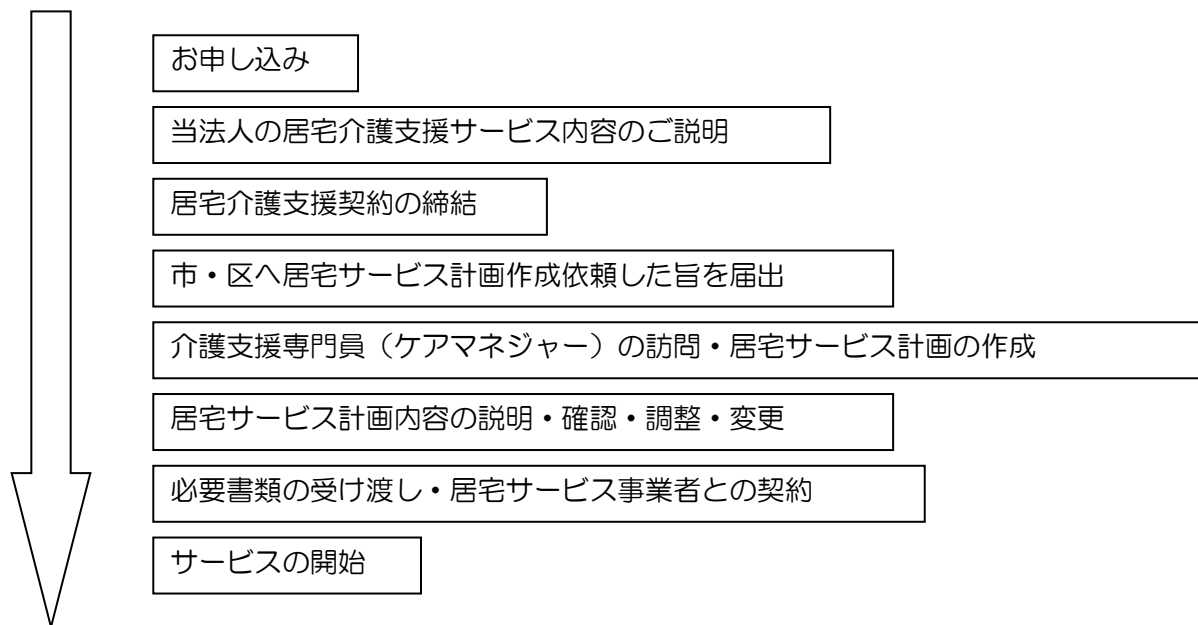 お申し込み
当法人の居宅介護支援サービス内容のご説明
居宅介護支援契約の締結
市・区へ居宅サービス計画作成依頼した旨を届出
介護支援専門員（ケアマネジャー）の訪問・居宅サービス計画の作成
居宅サービス計画内容の説明・確認・調整・変更
必要書類の受け渡し・居宅サービス事業者との契約
サービスの開始